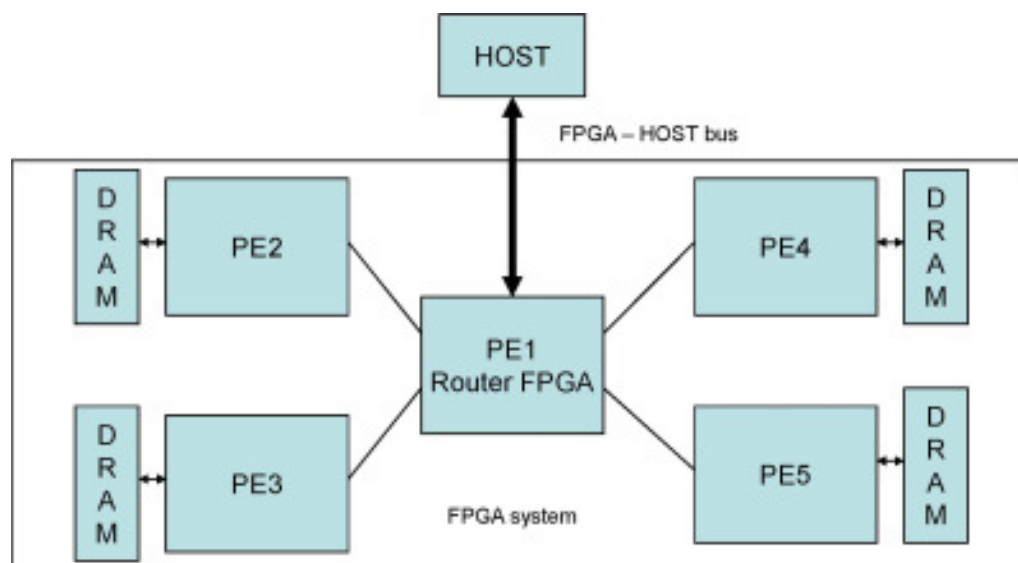 HOST
FPGA – HOST bus
D
R
A
M
PE2
PE4
D
R
A
M
PE1
Router FPGA
D
R
A
M
PE3
PE5
D
R
A
M
FPGA system